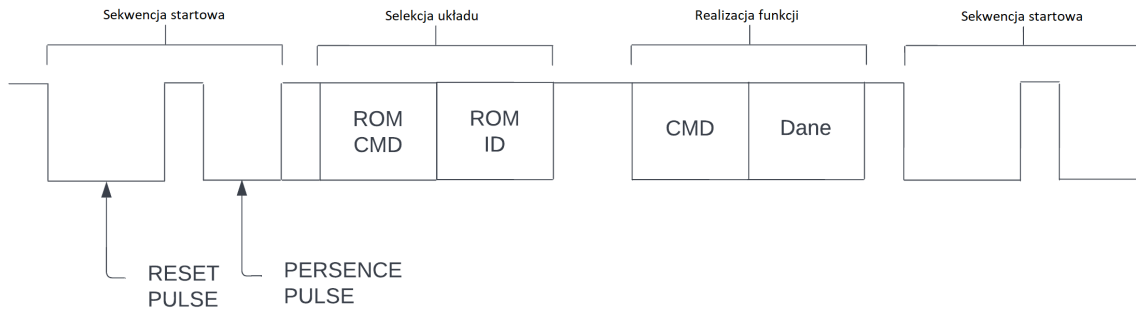 Sekwencja startowa
Selekcja układu
Realizacja funkcji
Sekwencja startowa
ROM
CMD
ROM
ID
CMD
Dane
RESET
PULSE
PERSENCE
PULSE